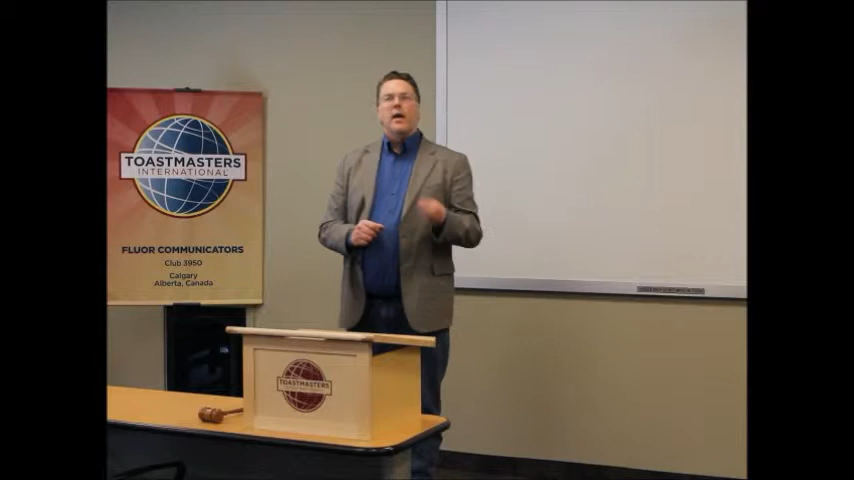 TOASTMASTERS
INTERNATIONAL
FLUOR COMMUNICATORS
Club 3950
Calgary
Alberta, Canada
TOASTMASTERS